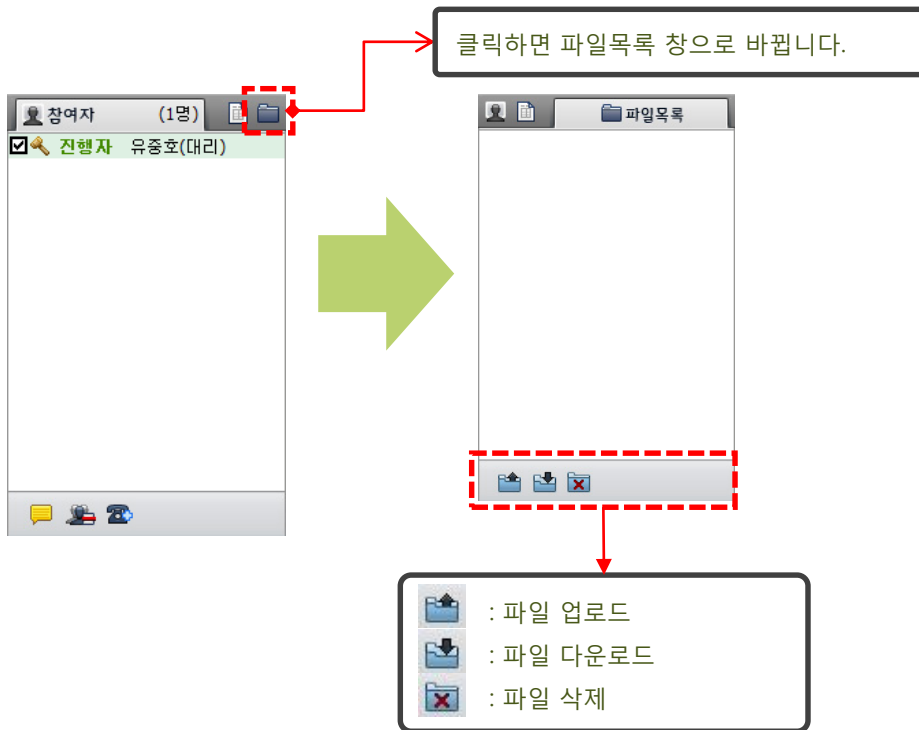 클릭하면 파일목록 창으로 바뀝니다.
참여자 (1명)
진행자 유중호(대리)
파일목록
: 파일 업로드
: 파일 다운로드
: 파일 삭제